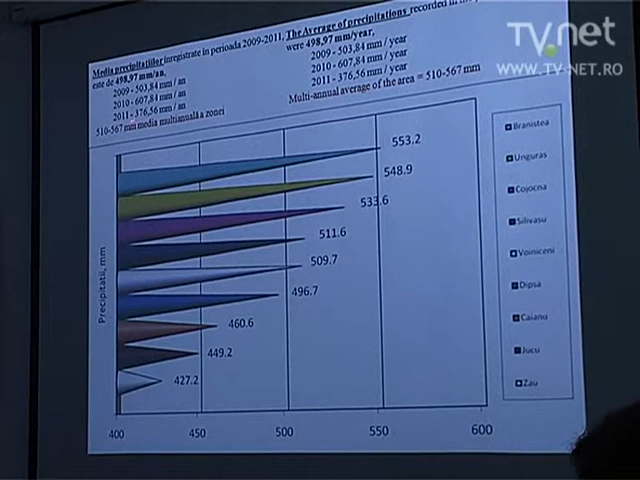 TV.net
WWW.TV-NET.RO
Media precipitatiilor inregistrate in perioada 2009-2011,
este de 498,97 mm/an,
2009 - 503,84 mm / an
2010 - 607,84 mm / an
2011 - 376,56 mm / an
510-567 mm media multianuală a zonei
The Average of precipitations recorded in the
were 498,97 mm/year,
2009 - 503,84 mm / year
2010 - 607,84 mm / year
2011 - 376,56 mm / year
Multi-annual average of the area = 510-567 mm
Precipitatii, mm
553.2
548.9
533.6
511.6
509.7
496.7
460.6
449.2
427.2
400 450 500 550 600
Branistea
Unguras
Cojocna
Silivasu
Voiniceni
Dipsa
Caianu
Jucu
Zau